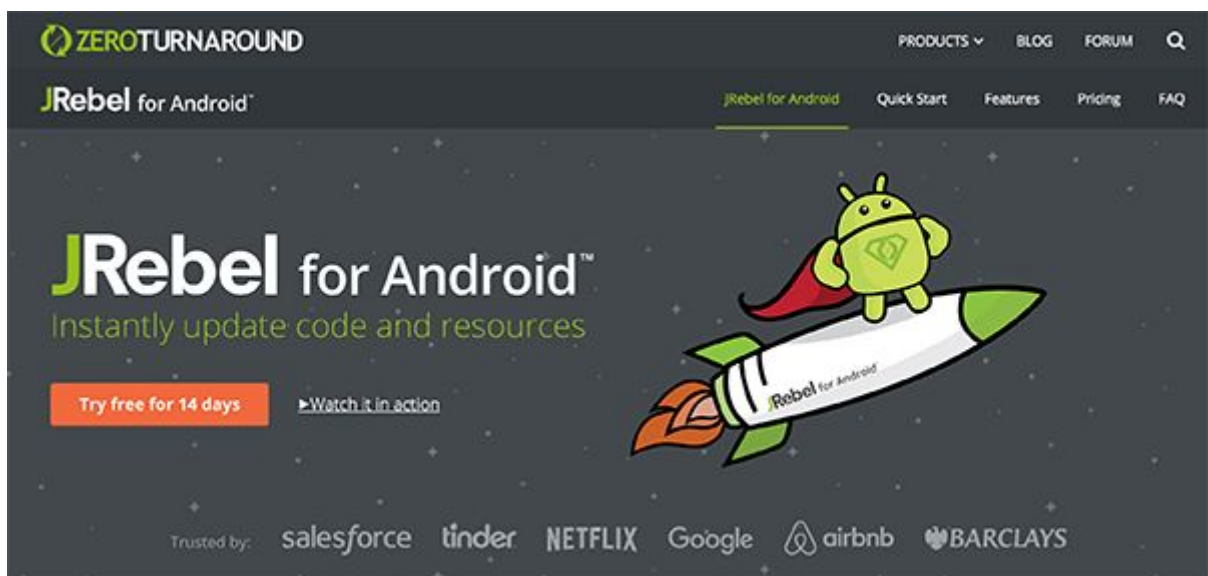 ZEROTURNAROUND
PRODUCTS BLOG FORUM
JRebel for Android™
JRebel for Android Quick Start Features Pricing FAQ
JRebel for Android™
Instantly update code and resources
Try free for 14 days ►Watch it in action
JRebel for Android
Trusted by: salesforce tinder NETFLIX Google airbnb BARCLAYS